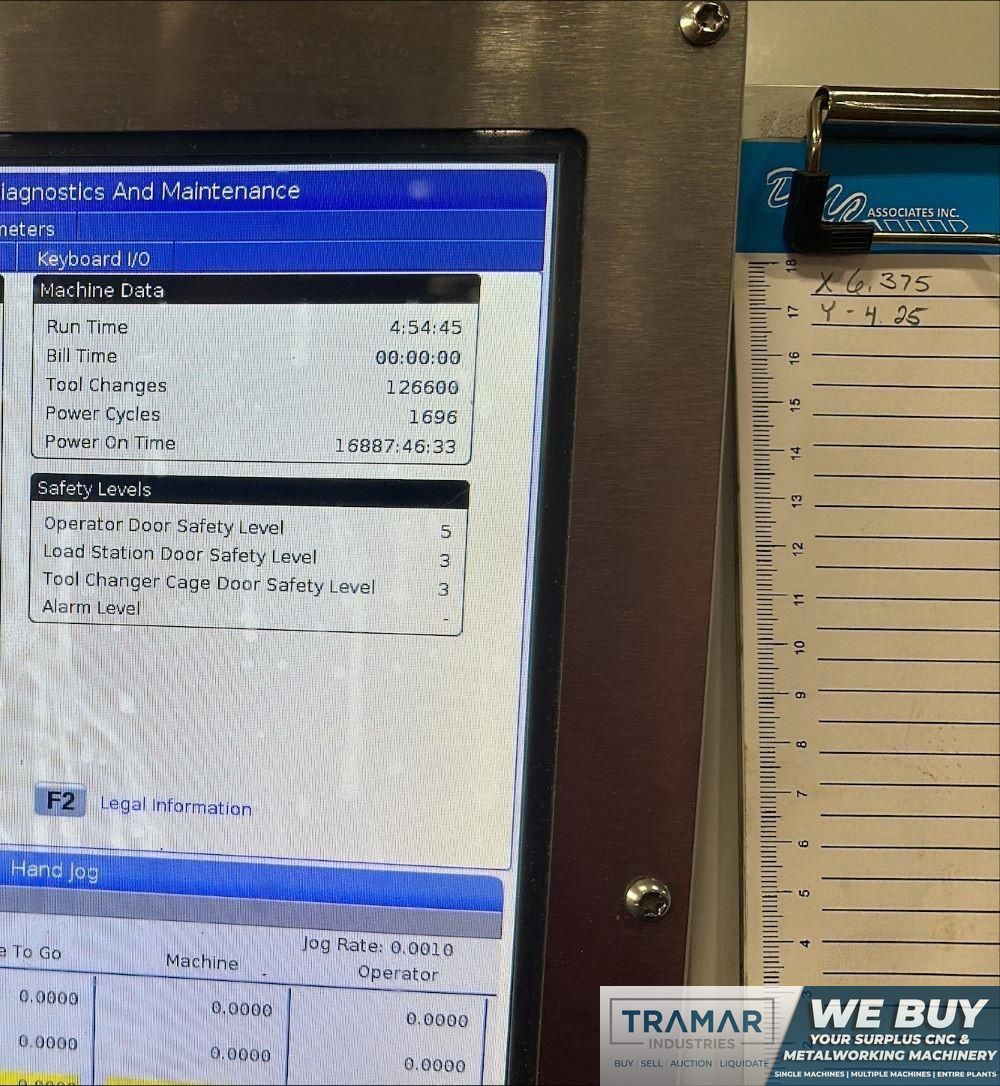 iagnostics And Maintenance
meters
Keyboard I/O
Machine Data
Run Time 4:54:45
Bill Time 00:00:00
Tool Changes 126600
Power Cycles 1696
Power On Time 16887:46:33
Safety Levels
Operator Door Safety Level 5
Load Station Door Safety Level 3
Tool Changer Cage Door Safety Level 3
Alarm Level -
F2 Legal Information
Hand Jog
Jog Rate: 0.0010
e To Go Machine Operator
0.0000 0.0000 0.0000
0.0000 0.0000 0.0000
ASSOCIATES INC.
X 6.375
Y - 4.25
18
17
16
15
14
13
12
11
10
9
8
7
6
5
4
3
TRAMAR
INDUSTRIES
BUY | SELL | AUCTION | LIQUIDATE
WE BUY
YOUR SURPLUS CNC &
METALWORKING MACHINERY
SINGLE MACHINES | MULTIPLE MACHINES | ENTIRE PLANTS